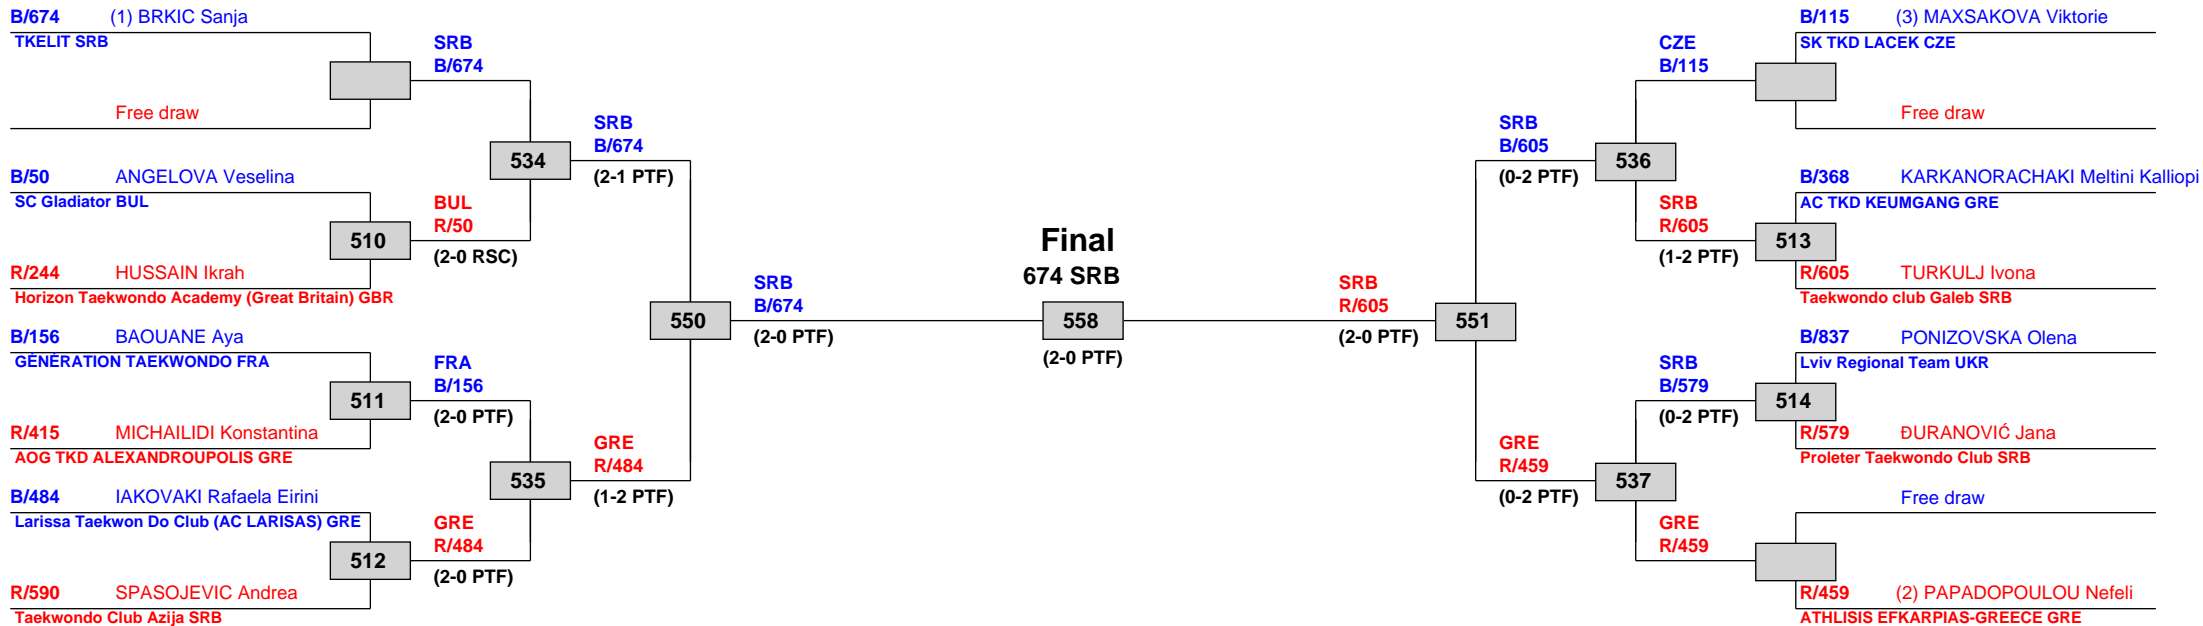 B/674 (1) BRKIC Sanja
TKELIT SRB
Free draw
B/50 ANGELOVA Veselina
SC Gladiator BUL
R/244 HUSSAIN Ikrah
Horizon Taekwondo Academy (Great Britain) GBR
B/156 BAOUANE Aya
GÉNÉRATION TAEKWONDO FRA
R/415 MICHAILIDI Konstantina
AOG TKD ALEXANDROUPOLIS GRE
B/484 IAKOVAKI Rafaela Eirini
Larissa Taekwon Do Club (AC LARISAS) GRE
R/590 SPASOJEVIC Andrea
Taekwondo Club Azija SRB
510
511
512
SRB
B/674
BUL
R/50
(2-0 RSC)
FRA
B/156
(2-0 PTF)
GRE
R/484
(2-0 PTF)
534
535
SRB
B/674
(2-1 PTF)
GRE
R/484
(1-2 PTF)
550
SRB
B/674
(2-0 PTF)
Final
674 SRB
558
(2-0 PTF)
SRB
R/605
(2-0 PTF)
551
SRB
B/605
(0-2 PTF)
GRE
R/459
(0-2 PTF)
536
537
CZE
B/115
SRB
R/605
(1-2 PTF)
SRB
B/579
(0-2 PTF)
GRE
R/459
513
514
B/115 (3) MAXSAKOVA Viktorie
SK TKD LACEK CZE
Free draw
B/368 KARKANORACHAKI Meltini Kalliopi
AC TKD KEUMGANG GRE
R/605 TURKULJ Ivona
Taekwondo club Galeb SRB
B/837 PONIZOVSKA Olena
Lviv Regional Team UKR
R/579 ĐURANOVIĆ Jana
Proleter Taekwondo Club SRB
Free draw
R/459 (2) PAPADOPOULOU Nefeli
ATHLISIS EFKARPIAS-GREECE GRE